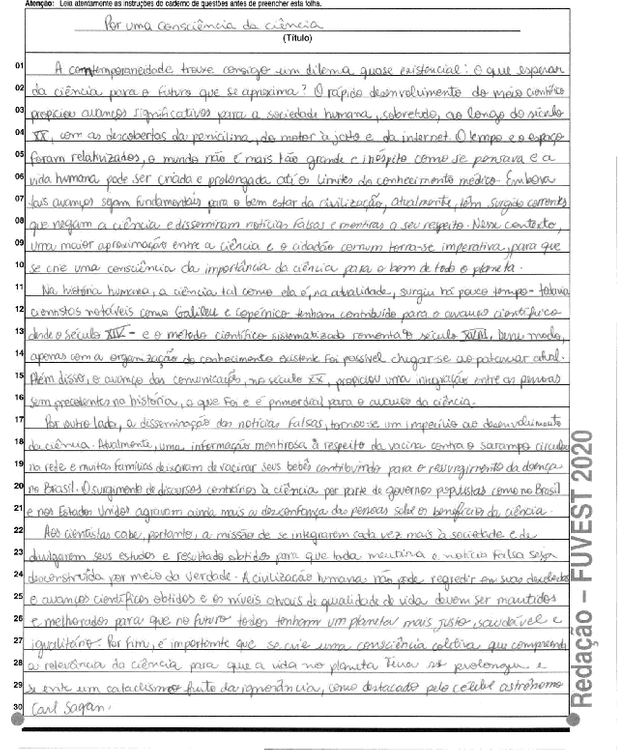 Atenção: Leia atentamente as instruções do caderno de questões antes de preencher esta folha.
Por uma consciência da ciência
(Título)
01 A contemporaneidade trouxe consigo um dilema quase existencial: o que esperar
02 da ciência para o futuro que se aproxima? O rápido desenvolvimento do meio científico
03 propiciou avanços significativos para a sociedade humana, sobretudo, ao longo do século
04 XX, com as descobertas da penicilina, do motor à jato e da internet. O tempo e o espaço
05 foram relativizados, o mundo não é mais tão grande e inóspito como se pensava e a
06 vida humana pode ser criada e prolongada até os limites do conhecimento médico. Embora
07 tais avanços sejam fundamentais para o bem estar da civilização, atualmente, têm surgido correntes
08 que negam a ciência e disseminam notícias falsas e mentiras a seu respeito. Nesse contexto,
09 uma maior aproximação entre a ciência e o cidadão comum torna-se imperativa, para que
10 se crie uma consciência da importância da ciência para o bem de todo o planeta.
11 Na história humana, a ciência tal como ela é, na atualidade, surgiu há pouco tempo - todavia
12 cientistas notáveis como Galileu e Copérnico tenham contribuído para o avanço científico
13 desde o século XIV - e o método científico sistematizado remonta o século XVIII, desse modo,
14 apenas com a organização do conhecimento existente foi possível chegar-se ao patamar atual.
15 Além disso, o avanço das comunicação, no século XX, propiciou uma integração entre as pessoas
16 sem precedentes na história, o que foi e é primordial para o avanço da ciência.
17 Por outro lado, a disseminação das notícias falsas, tornou-se um empecilho ao desenvolvimento
18 da ciência. Atualmente, uma informação mentirosa à respeito da vacina contra o sarampo circulou
19 na rede e muitas famílias deixaram de vacinar seus bebês contribuindo para o ressurgimento da doença
20 no Brasil. O surgimento de discursos contrários à ciência por parte de governos populistas como no Brasil
21 e nos Estados Unidos agravam ainda mais a desconfiança das pessoas sobre os benefícios da ciência.
22 Aos cientistas cabe, portanto, a missão de se integrarem cada vez mais à sociedade e de
23 divulgarem seus estudos e resultado obtidos para que toda mentira e notícia falsa seja
24 desconstruída por meio da verdade. A civilização humana não pode regredir em suas descobertas
25 e avanços científicos obtidos e os níveis atuais de qualidade de vida devem ser mantidos
26 e melhorados para que no futuro todos tenham um planeta mais justo, saudável e
27 igualitário. Por fim, é importante que se crie uma consciência coletiva que compreenda
28 a relevância da ciência para que a vida no planeta Terra se prolongue e
29 se evite um cataclismo fruto da ignorância, como destacado pelo célebre astrônomo
30 Carl Sagan.
Redação – FUVEST 2020